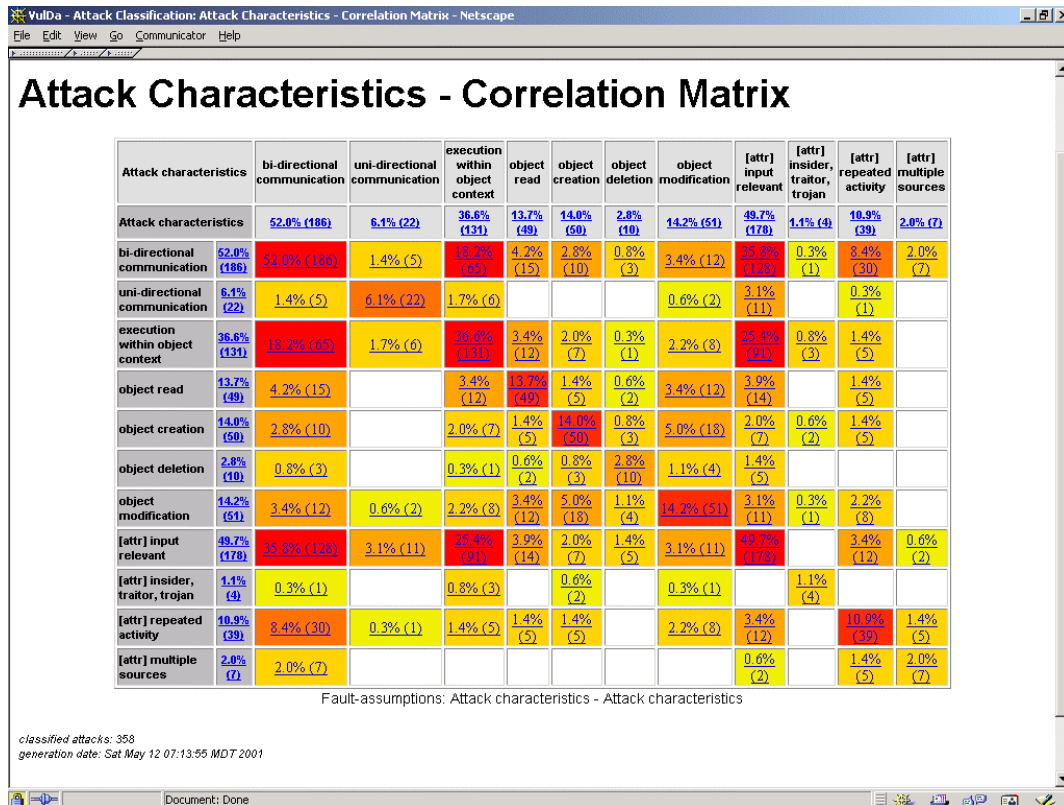 VulDa - Attack Classification: Attack Characteristics - Correlation Matrix - Netscape
File Edit View Go Communicator Help
Attack Characteristics - Correlation Matrix
Attack characteristics bi-directional communication uni-directional communication execution within object context object read object creation object deletion object modification [attr] input relevant [attr] insider, traitor, trojan [attr] repeated activity [attr] multiple sources
Attack characteristics 52.0% (186) 6.1% (22) 36.6% (131) 13.7% (49) 14.0% (50) 2.8% (10) 14.2% (51) 49.7% (178) 1.1% (4) 10.9% (39) 2.0% (7)
bi-directional communication 52.0% (186) 52.0% (186) 1.4% (5) 18.2% (65) 4.2% (15) 2.8% (10) 0.8% (3) 3.4% (12) 35.8% (128) 0.3% (1) 8.4% (30) 2.0% (7)
uni-directional communication 6.1% (22) 1.4% (5) 6.1% (22) 1.7% (6) 0.6% (2) 3.1% (11) 0.3% (1)
execution within object context 36.6% (131) 18.2% (65) 1.7% (6) 36.6% (131) 3.4% (12) 2.0% (7) 0.3% (1) 2.2% (8) 25.4% (91) 0.8% (3) 1.4% (5)
object read 13.7% (49) 4.2% (15) 3.4% (12) 13.7% (49) 1.4% (5) 0.6% (2) 3.4% (12) 3.9% (14) 1.4% (5)
object creation 14.0% (50) 2.8% (10) 2.0% (7) 1.4% (5) 14.0% (50) 0.8% (3) 5.0% (18) 2.0% (7) 0.6% (2) 1.4% (5)
object deletion 2.8% (10) 0.8% (3) 0.3% (1) 0.6% (2) 0.8% (3) 2.8% (10) 1.1% (4) 1.4% (5)
object modification 14.2% (51) 3.4% (12) 0.6% (2) 2.2% (8) 3.4% (12) 5.0% (18) 1.1% (4) 14.2% (51) 3.1% (11) 0.3% (1) 2.2% (8)
[attr] input relevant 49.7% (178) 35.8% (128) 3.1% (11) 25.4% (91) 3.9% (14) 2.0% (7) 1.4% (5) 3.1% (11) 49.7% (178) 3.4% (12) 0.6% (2)
[attr] insider, traitor, trojan 1.1% (4) 0.3% (1) 0.8% (3) 0.6% (2) 0.3% (1) 1.1% (4)
[attr] repeated activity 10.9% (39) 8.4% (30) 0.3% (1) 1.4% (5) 1.4% (5) 1.4% (5) 2.2% (8) 3.4% (12) 10.9% (39) 1.4% (5)
[attr] multiple sources 2.0% (7) 2.0% (7) 0.6% (2) 1.4% (5) 2.0% (7)
Fault-assumptions: Attack characteristics - Attack characteristics
classified attacks: 358
generation date: Sat May 12 07:13:55 MDT 2001
Document: Done